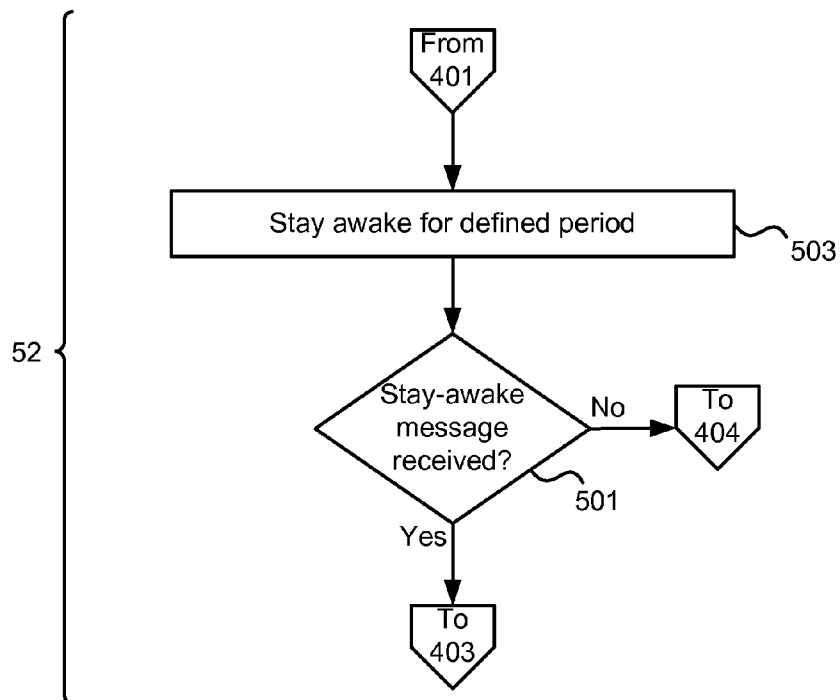 From
401
Stay awake for defined period
503
52
Stay-awake
message
received?
No
To
404
501
Yes
To
403